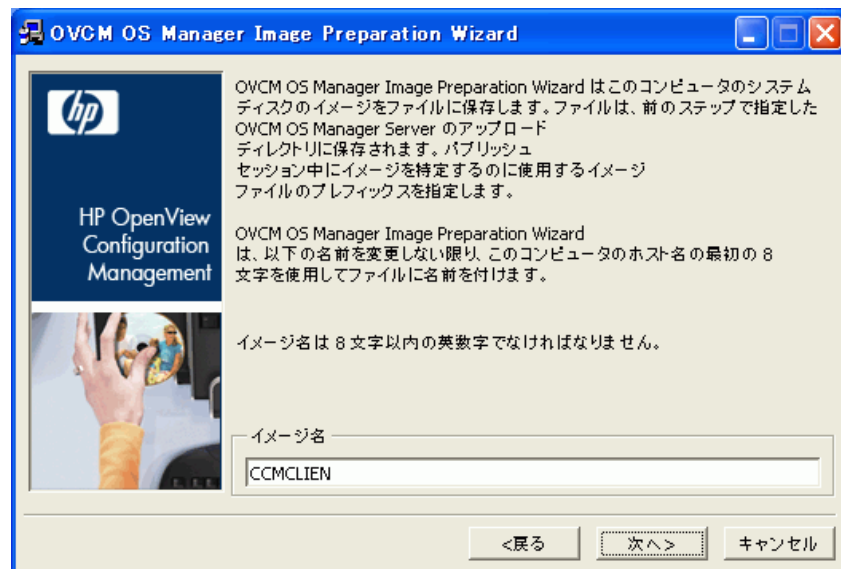 OVCM OS Manager Image Preparation Wizard
hp
HP OpenView
Configuration
Management
OVCM OS Manager Image Preparation Wizard はこのコンピュータのシステム
ディスクのイメージをファイルに保存します。ファイルは、前のステップで指定した
OVCM OS Manager Server のアップロード
ディレクトリに保存されます。パブリッシュ
セッション中にイメージを特定するのに使用するイメージ
ファイルのプレフィックスを指定します。
OVCM OS Manager Image Preparation Wizard
は、以下の名前を変更しない限り、このコンピュータのホスト名の最初の 8
文字を使用してファイルに名前を付けます。
イメージ名は 8 文字以内の英数字でなければなりません。
イメージ名
CCMCLIEN
<戻る
次へ>
キャンセル